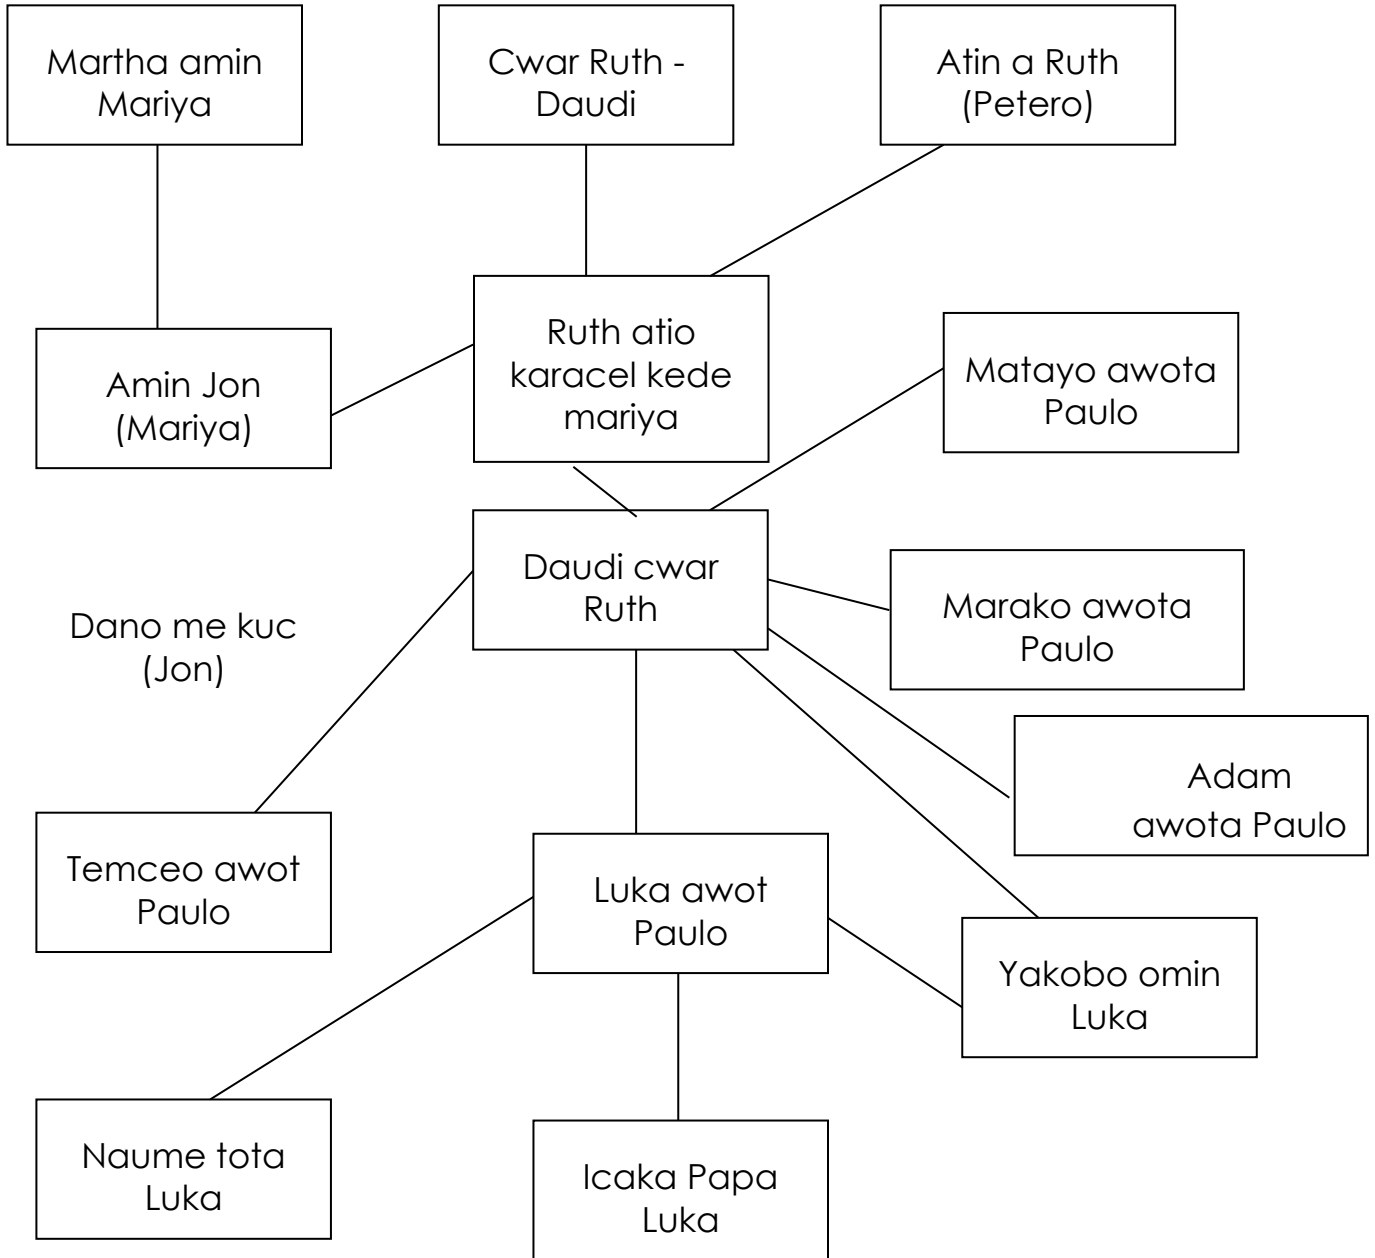 Martha amin
Mariya
Cwar Ruth -
Daudi
Atin a Ruth
(Petero)
Amin Jon
(Mariya)
Ruth atio
karacel kede
mariya
Matayo awota
Paulo
Daudi cwar
Ruth
Marako awota
Paulo
Dano me kuc
(Jon)
Adam
awota Paulo
Temceo awot
Paulo
Luka awot
Paulo
Yakobo omin
Luka
Naume tota
Luka
Icaka Papa
Luka